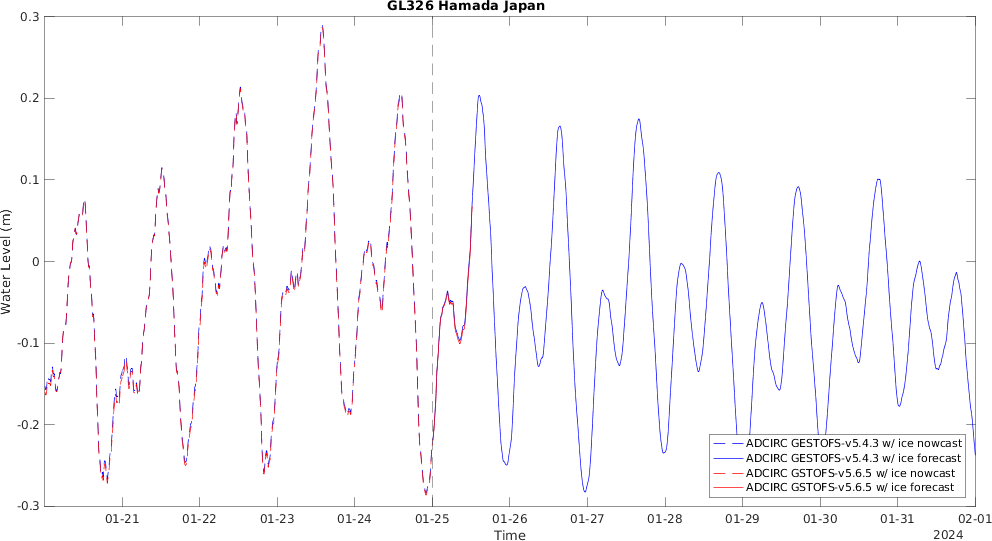 GL326 Hamada Japan
0.3
0.2
0.1
0
-0.1
-0.2
-0.3
Water Level (m)
ADCIRC GESTOFS-v5.4.3 w/ ice nowcast
ADCIRC GESTOFS-v5.4.3 w/ ice forecast
ADCIRC GSTOFS-v5.6.5 w/ ice nowcast
ADCIRC GSTOFS-v5.6.5 w/ ice forecast
01-21 01-22 01-23 01-24 01-25 01-26 01-27 01-28 01-29 01-30 01-31 02-01
Time
2024